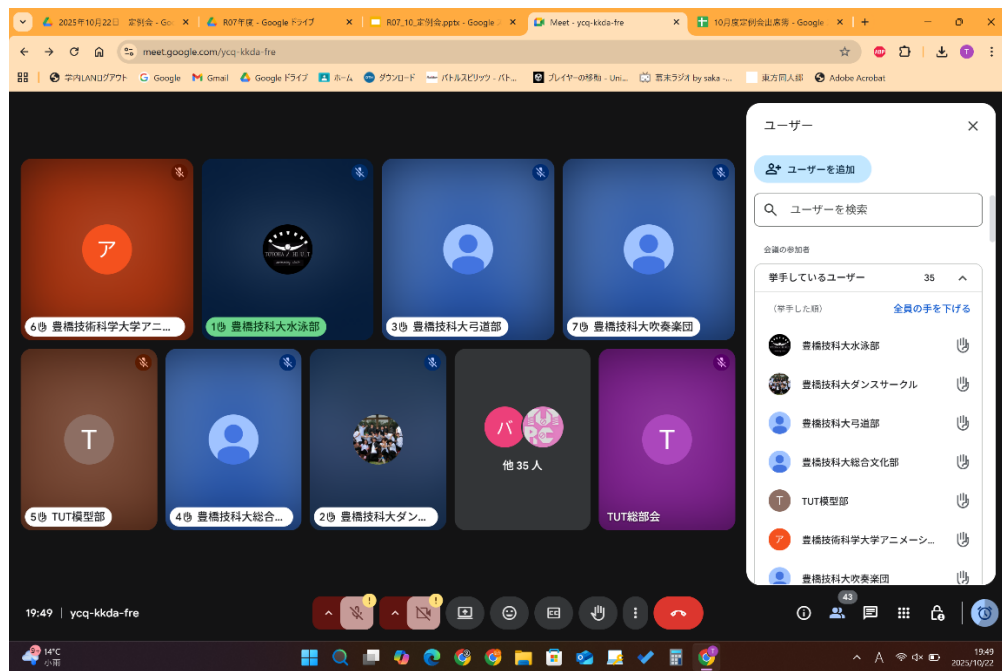 2025年10月22日 定例会 - Go
R07年度 - Google ドライブ
R07_10_定例会.pptx - Google
Meet - ycq-kkda-fre
10月度定例会出席簿 - Google
meet.google.com/ycq-kkda-fre
学内LANログアウト
Google
Gmail
Google ドライブ
ホーム
ダウンロード
バトルスピリッツ - バト...
プレイヤーの移動 - Uni...
幕末ラジオ by saka -...
東方同人邸
Adobe Acrobat
ア
6 豊橋技術科学大学アニ...
1 豊橋技科大水泳部
3 豊橋技科大弓道部
7 豊橋技科大吹奏楽団
T
5 TUT模型部
4 豊橋技科大総合...
2 豊橋技科大ダン...
バ
他 35 人
T
TUT総部会
ユーザー
ユーザーを追加
ユーザーを検索
会議の参加者
挙手しているユーザー 35
(挙手した順) 全員の手を下げる
豊橋技科大水泳部
豊橋技科大ダンスサークル
豊橋技科大弓道部
豊橋技科大総合文化部
T TUT模型部
ア 豊橋技術科学大学アニメーシ...
豊橋技科大吹奏楽団
19:49 | ycq-kkda-fre
43
14°C
小雨
A
19:49
2025/10/22